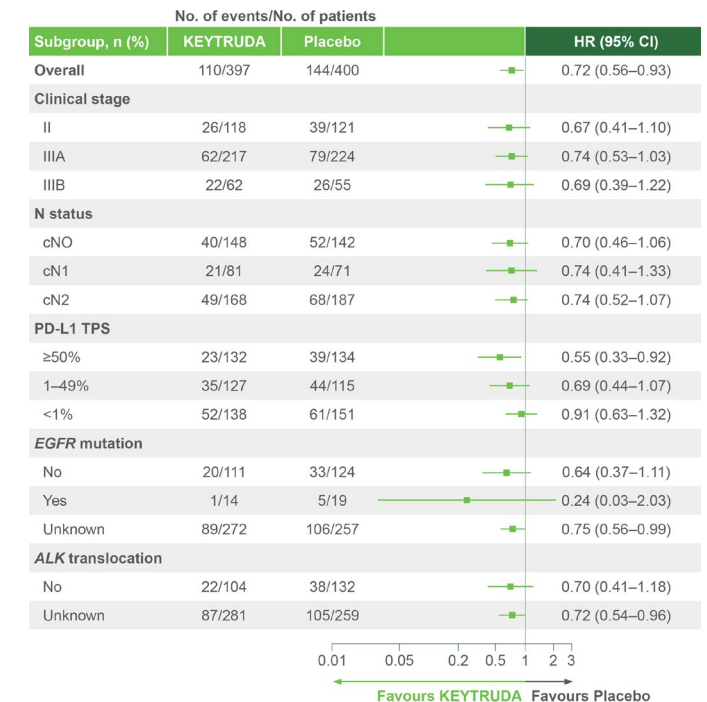 No. of events/No. of patients
Subgroup, n (%) KEYTRUDA Placebo HR (95% CI)
Overall 110/397 144/400 0.72 (0.56–0.93)
Clinical stage
II 26/118 39/121 0.67 (0.41–1.10)
IIIA 62/217 79/224 0.74 (0.53–1.03)
IIIB 22/62 26/55 0.69 (0.39–1.22)
N status
cNO 40/148 52/142 0.70 (0.46–1.06)
cN1 21/81 24/71 0.74 (0.41–1.33)
cN2 49/168 68/187 0.74 (0.52–1.07)
PD-L1 TPS
≥50% 23/132 39/134 0.55 (0.33–0.92)
1–49% 35/127 44/115 0.69 (0.44–1.07)
<1% 52/138 61/151 0.91 (0.63–1.32)
EGFR mutation
No 20/111 33/124 0.64 (0.37–1.11)
Yes 1/14 5/19 0.24 (0.03–2.03)
Unknown 89/272 106/257 0.75 (0.56–0.99)
ALK translocation
No 22/104 38/132 0.70 (0.41–1.18)
Unknown 87/281 105/259 0.72 (0.54–0.96)
0.01 0.05 0.2 0.5 1 2 3
Favours KEYTRUDA Favours Placebo